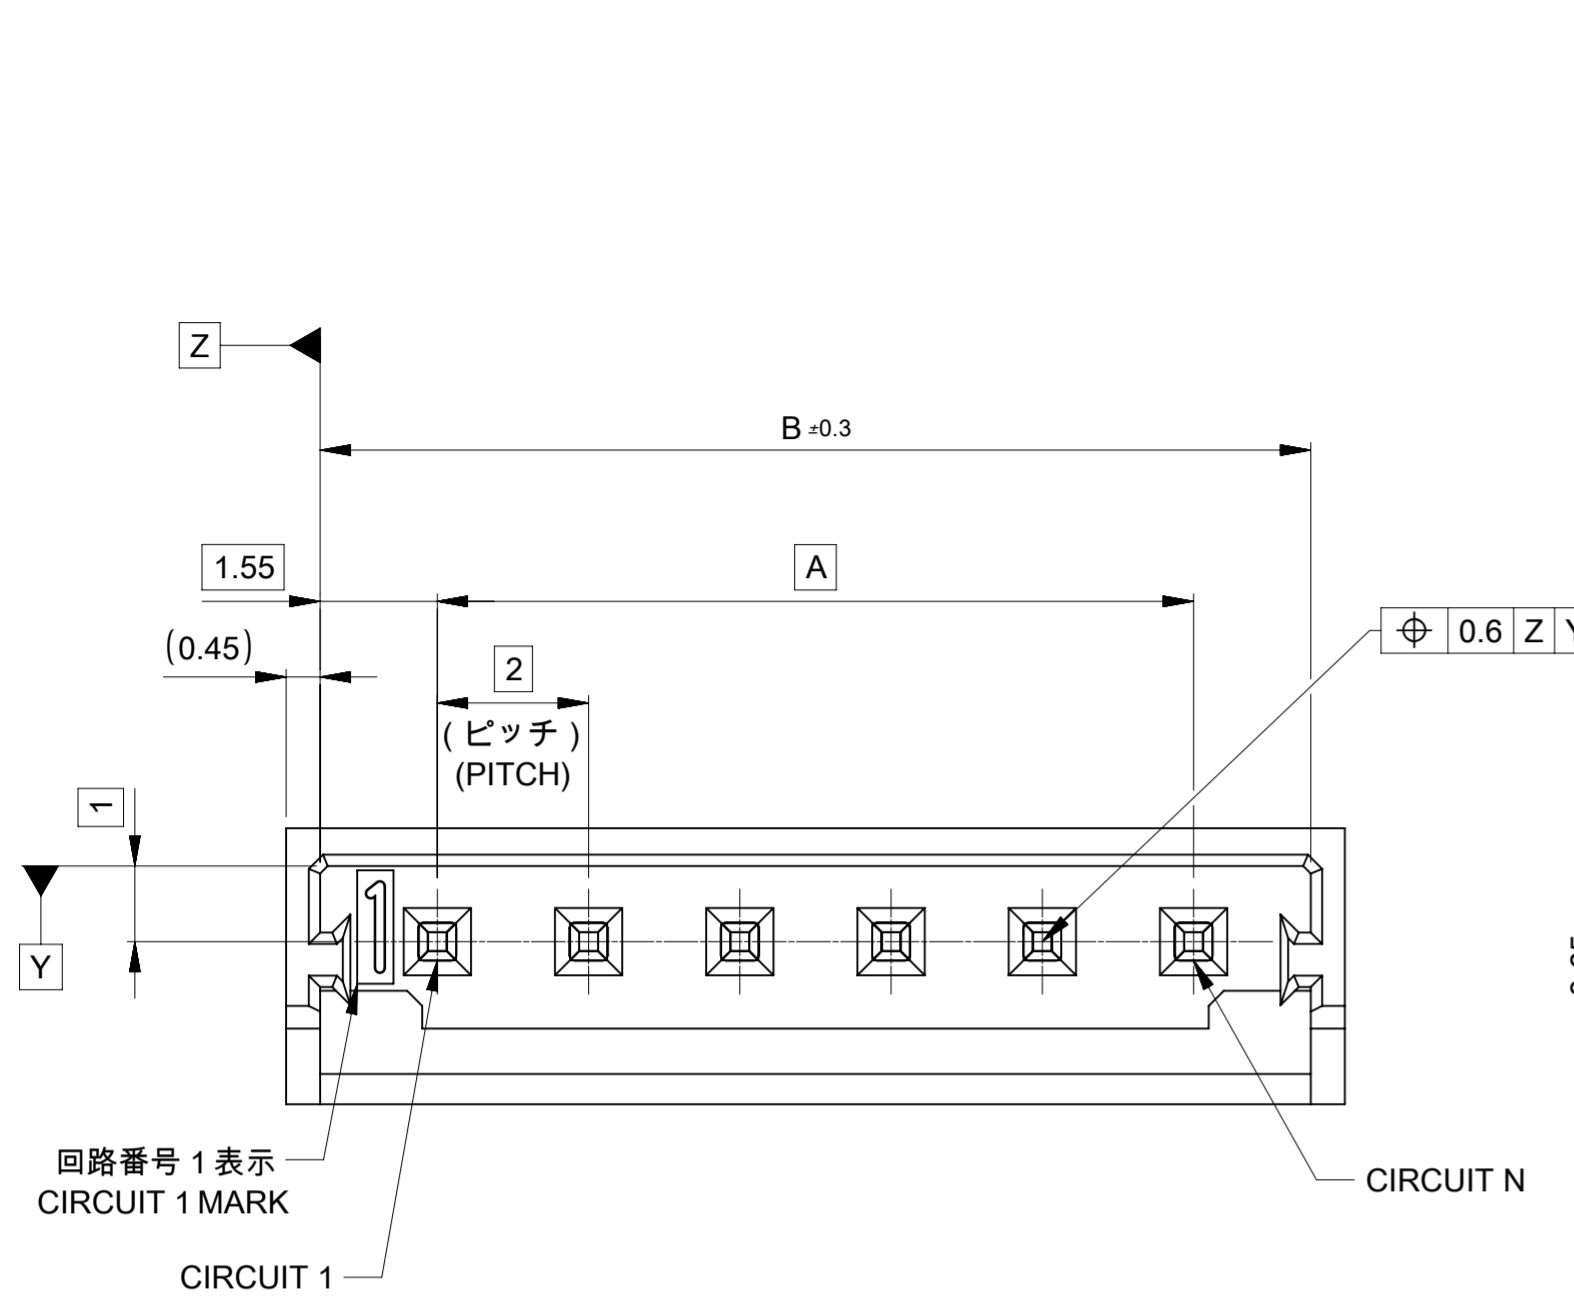 Z
B ±0.3
1.55
A
(0.45)
2
0.6 Z Y
(ピッチ)
(PITCH)
1
1
Y
回路番号 1 表示
CIRCUIT 1 MARK
CIRCUIT N
CIRCUIT 1